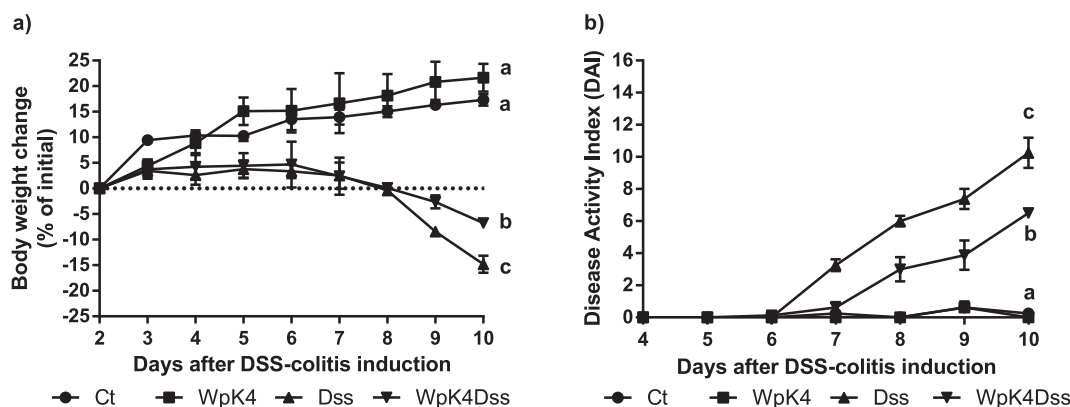 a)
Body weight change
(% of initial)
25
20
15
10
5
0
-5
-10
-15
-20
-25
a
a
b
c
2 3 4 5 6 7 8 9 10
Days after DSS-colitis induction
Ct WpK4 Dss WpK4Dss
b)
Disease Activity Index (DAI)
16
14
12
10
8
6
4
2
0
c
b
a
4 5 6 7 8 9 10
Days after DSS-colitis induction
Ct WpK4 Dss WpK4Dss